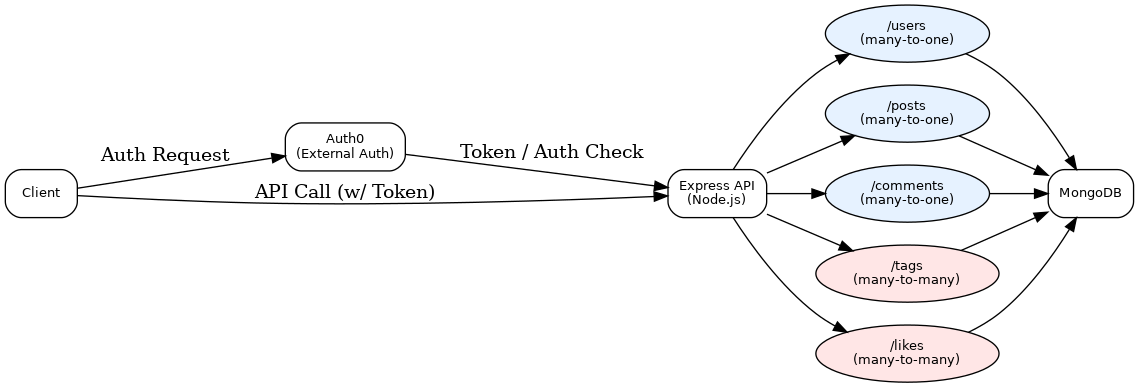 Client
Auth Request
API Call (w/ Token)
Auth0
(External Auth)
Token / Auth Check
Express API
(Node.js)
/users
(many-to-one)
/posts
(many-to-one)
/comments
(many-to-one)
/tags
(many-to-many)
/likes
(many-to-many)
MongoDB